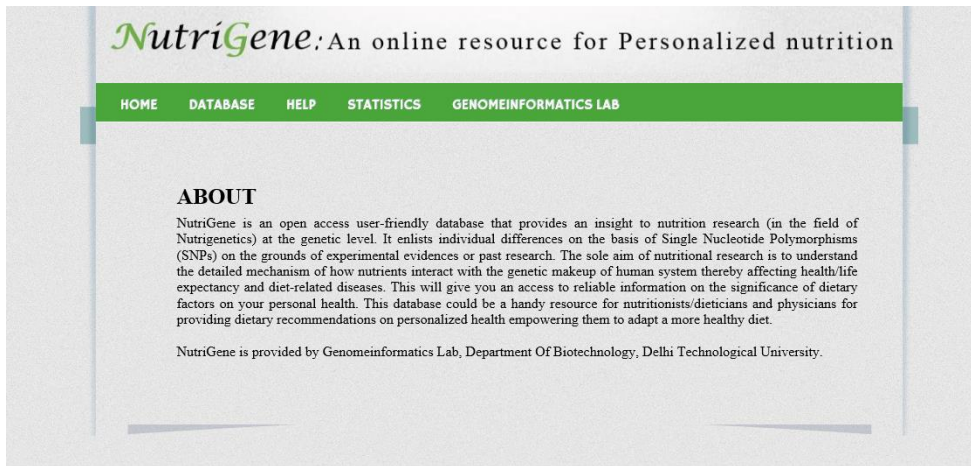 NutriGene: An online resource for Personalized nutrition
HOME DATABASE HELP STATISTICS GENOMEINFORMATICS LAB
ABOUT
NutriGene is an open access user-friendly database that provides an insight to nutrition research (in the field of
Nutrigenetics) at the genetic level. It enlists individual differences on the basis of Single Nucleotide Polymorphisms
(SNPs) on the grounds of experimental evidences or past research. The sole aim of nutritional research is to understand
the detailed mechanism of how nutrients interact with the genetic makeup of human system thereby affecting health/life
expectancy and diet-related diseases. This will give you an access to reliable information on the significance of dietary
factors on your personal health. This database could be a handy resource for nutritionists/dieticians and physicians for
providing dietary recommendations on personalized health empowering them to adapt a more healthy diet.
NutriGene is provided by Genomeinformatics Lab, Department Of Biotechnology, Delhi Technological University.